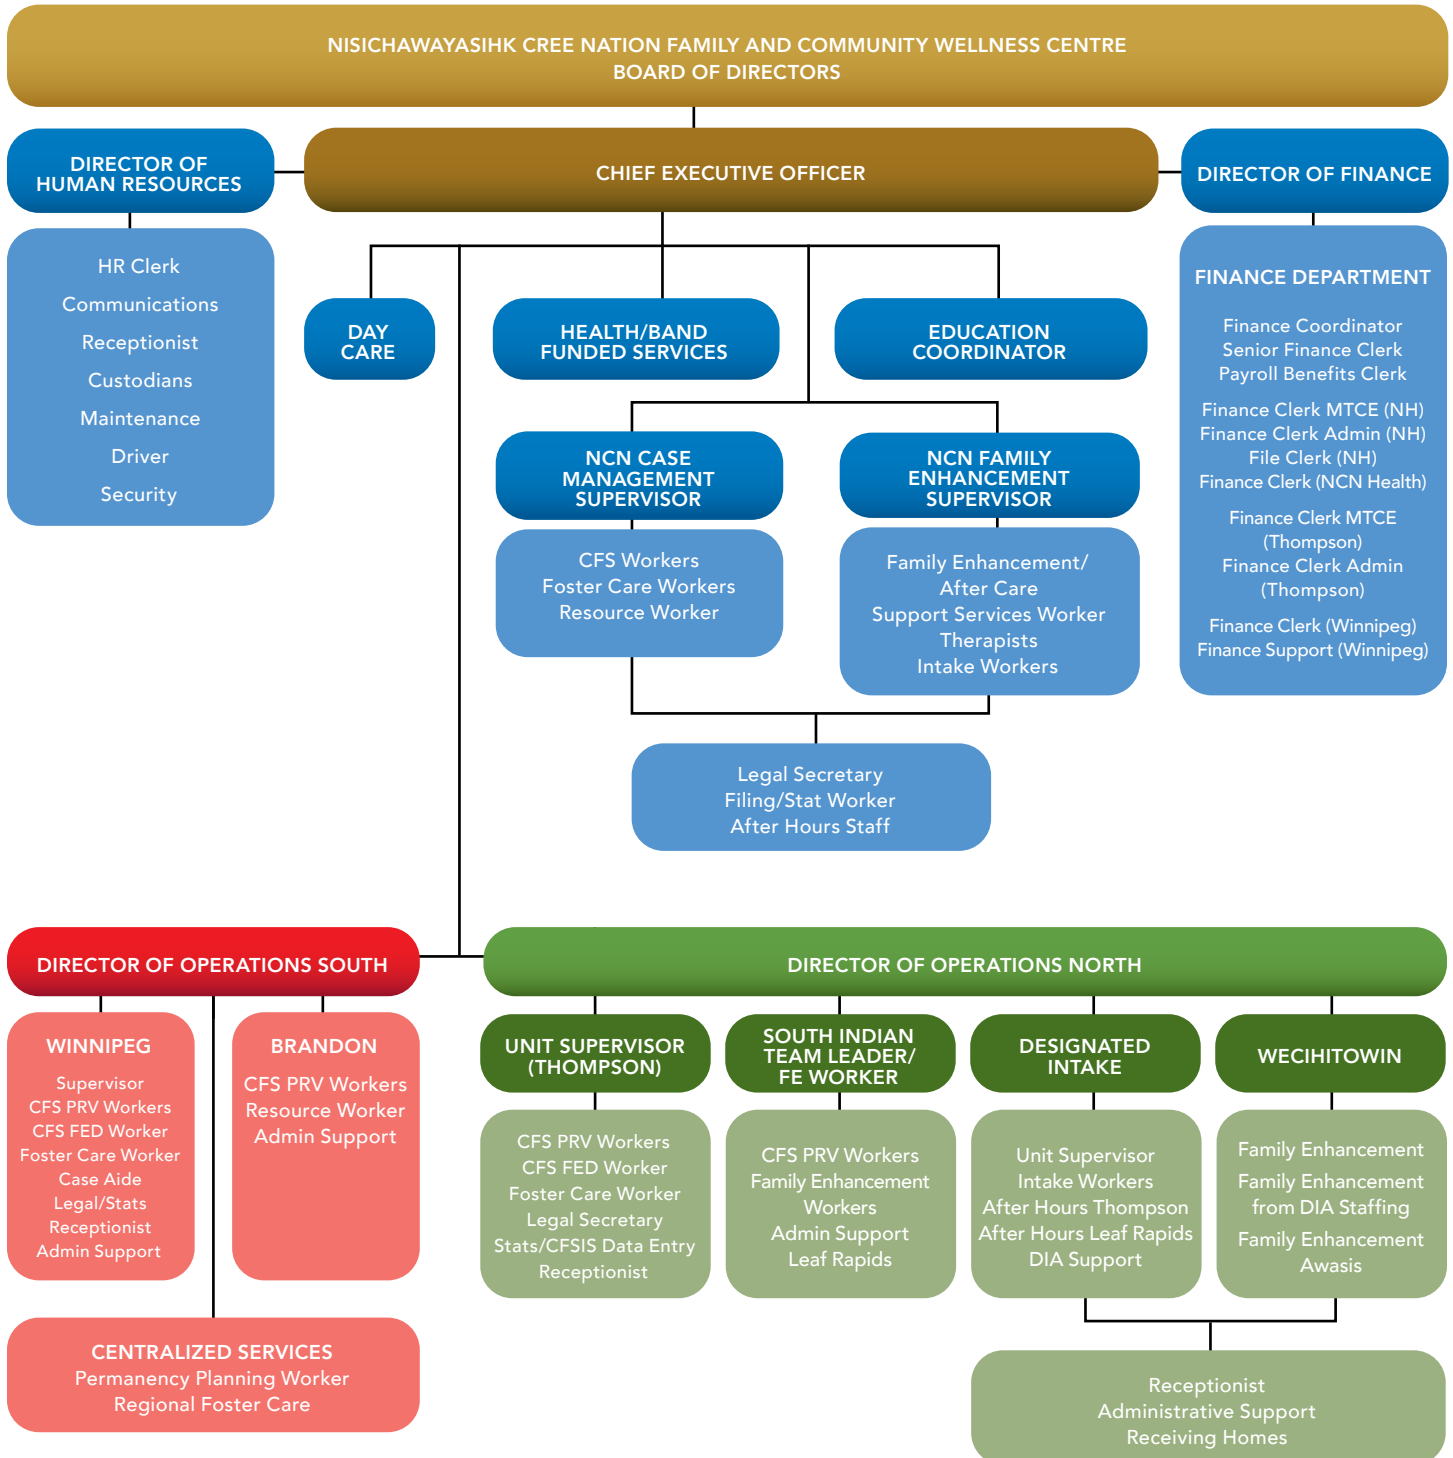 NISICHAWAYASIHK CREE NATION FAMILY AND COMMUNITY WELLNESS CENTRE
BOARD OF DIRECTORS
DIRECTOR OF
HUMAN RESOURCES
CHIEF EXECUTIVE OFFICER
DIRECTOR OF FINANCE
HR Clerk
Communications
Receptionist
Custodians
Maintenance
Driver
Security
DAY
CARE
HEALTH/BAND
FUNDED SERVICES
EDUCATION
COORDINATOR
FINANCE DEPARTMENT
Finance Coordinator
Senior Finance Clerk
Payroll Benefits Clerk
Finance Clerk MTCE (NH)
Finance Clerk Admin (NH)
File Clerk (NH)
Finance Clerk (NCN Health)
Finance Clerk MTCE
(Thompson)
Finance Clerk Admin
(Thompson)
Finance Clerk (Winnipeg)
Finance Support (Winnipeg)
NCN CASE
MANAGEMENT
SUPERVISOR
NCN FAMILY
ENHANCEMENT
SUPERVISOR
CFS Workers
Foster Care Workers
Resource Worker
Family Enhancement/
After Care
Support Services Worker
Therapists
Intake Workers
Legal Secretary
Filing/Stat Worker
After Hours Staff
DIRECTOR OF OPERATIONS SOUTH
DIRECTOR OF OPERATIONS NORTH
WINNIPEG
Supervisor
CFS PRV Workers
CFS FED Worker
Foster Care Worker
Case Aide
Legal/Stats
Receptionist
Admin Support
BRANDON
CFS PRV Workers
Resource Worker
Admin Support
CENTRALIZED SERVICES
Permanency Planning Worker
Regional Foster Care
UNIT SUPERVISOR
(THOMPSON)
CFS PRV Workers
CFS FED Worker
Foster Care Worker
Legal Secretary
Stats/CFSIS Data Entry
Receptionist
SOUTH INDIAN
TEAM LEADER/
FE WORKER
CFS PRV Workers
Family Enhancement
Workers
Admin Support
Leaf Rapids
DESIGNATED
INTAKE
Unit Supervisor
Intake Workers
After Hours Thompson
After Hours Leaf Rapids
DIA Support
WECIHITOWIN
Family Enhancement
Family Enhancement
from DIA Staffing
Family Enhancement
Awasis
Receptionist
Administrative Support
Receiving Homes